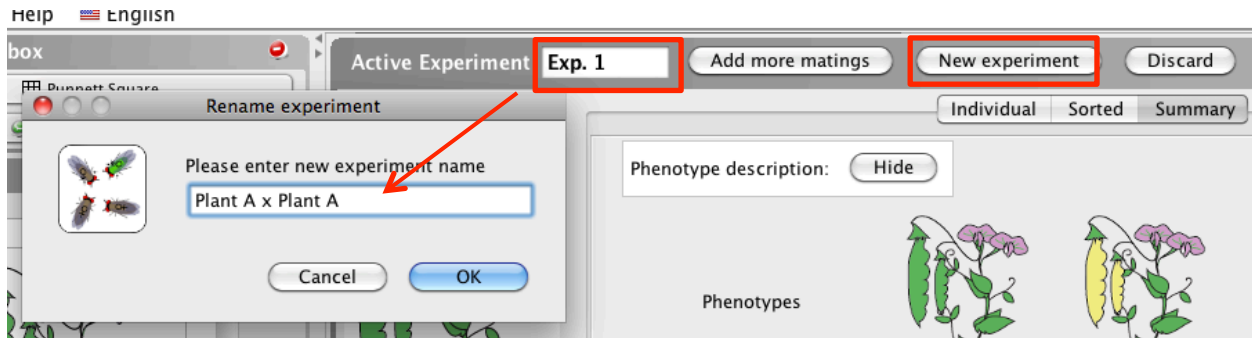 Help English
box
Active Experiment Exp. 1 Add more matings New experiment Discard
Punnett Square
Rename experiment
Individual Sorted Summary
Please enter new experiment name
Phenotype description: Hide
Plant A x Plant A
Cancel OK
Phenotypes